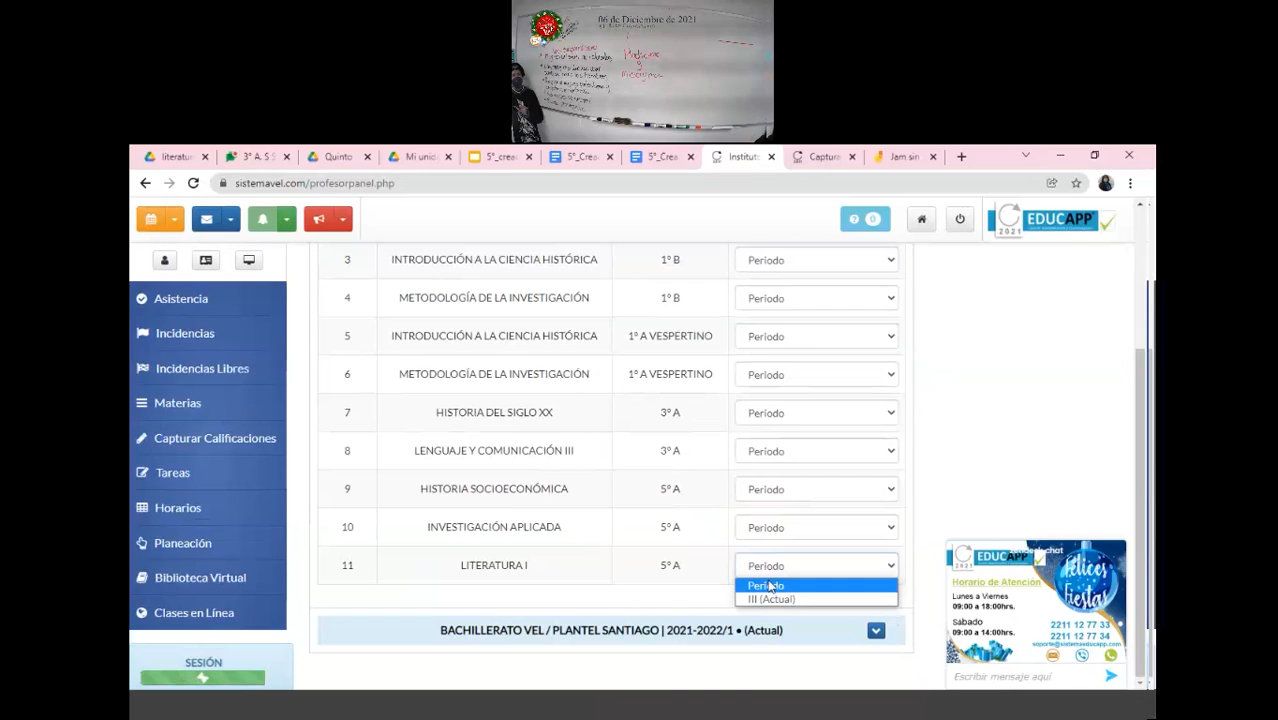 06 de Diciembre de 2021
literatur
3° A. S S
Quinto
Mi unid
5°_crea
5°_Crea
5°_Crea
Institut
Captura
Jam sin
sistemavel.com/profesorpanel.php
0
2021
EDUCAPP
3 INTRODUCCIÓN A LA CIENCIA HISTÓRICA 1° B Periodo
Asistencia
4 METODOLOGÍA DE LA INVESTIGACIÓN 1° B Periodo
Incidencias
5 INTRODUCCIÓN A LA CIENCIA HISTÓRICA 1° A VESPERTINO Periodo
Incidencias Libres
6 METODOLOGÍA DE LA INVESTIGACIÓN 1° A VESPERTINO Periodo
Materias
7 HISTORIA DEL SIGLO XX 3° A Periodo
Capturar Calificaciones
8 LENGUAJE Y COMUNICACIÓN III 3° A Periodo
Tareas
9 HISTORIA SOCIOECONÓMICA 5° A Periodo
Horarios
10 INVESTIGACIÓN APLICADA 5° A Periodo
Planeación
11 LITERATURA I 5° A Periodo
Periodo
III (Actual)
Biblioteca Virtual
Clases en Línea
BACHILLERATO VEL / PLANTEL SANTIAGO | 2021-2022/1 • (Actual)
SESIÓN
EDUCAPP
Felices
Fiestas
Horario de Atención
Lunes a Viernes
09:00 a 18:00hrs.
Sábado
09:00 a 14:00hrs.
2211 12 77 33
2211 12 77 34
soporte@sistemaeducapp.com
Escribir mensaje aquí